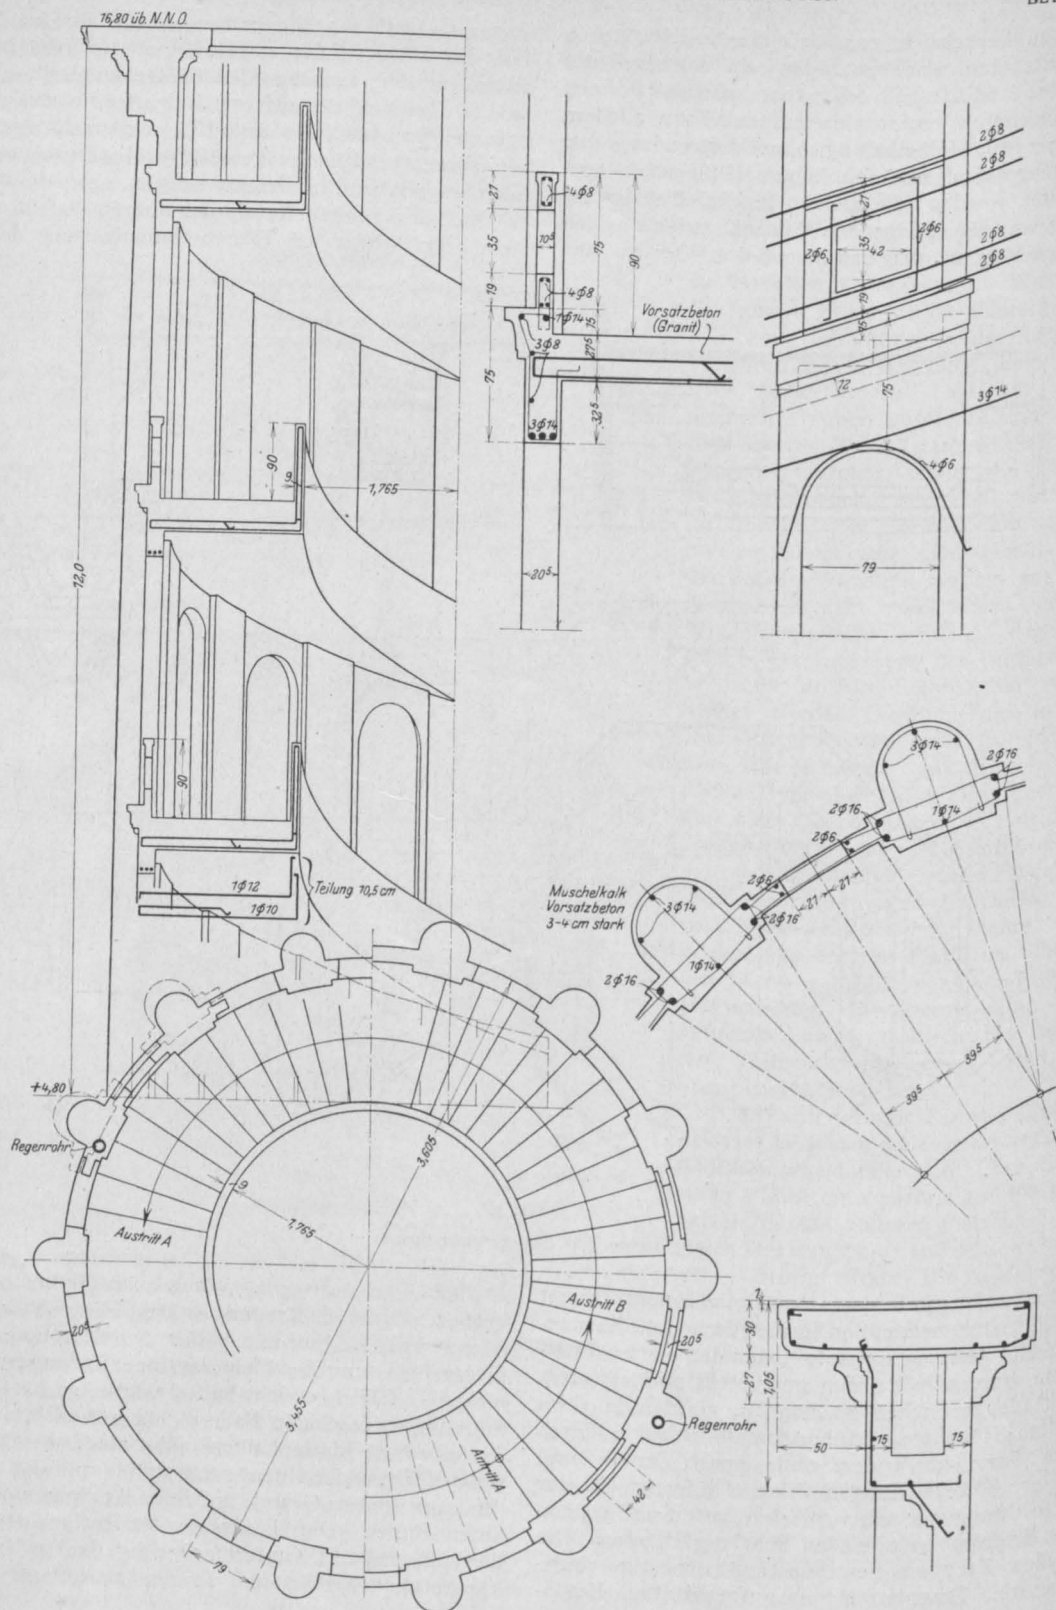 16,80 üb. N.N.O.
12,0
90
9
1,765
90
1ϕ12
1ϕ10
Teilung 10,5 cm
+4,80
27
35
19
75
4ϕ8
10⁵
4ϕ8
1ϕ14
3ϕ8
3ϕ14
75
90
15
27⁵
32⁵
Vorsatzbeton
(Granit)
20⁵
2ϕ8
2ϕ8
2ϕ6
2ϕ6
27
35
42
19
15
2ϕ8
2ϕ8
12
75
3ϕ14
4ϕ6
79
3ϕ14
2ϕ16
2ϕ16
1ϕ14
2ϕ6
2ϕ6
21
21
Muschelkalk
Vorsatzbeton
3-4 cm stark
3ϕ14
2ϕ16
1ϕ14
2ϕ16
39⁵
39⁵
Regenrohr
9
3,605
1,765
Austritt A
Austritt B
20⁵
20⁵
3,455
Antritt A
Regenrohr
42
79
30
27
1,05
50
15
15